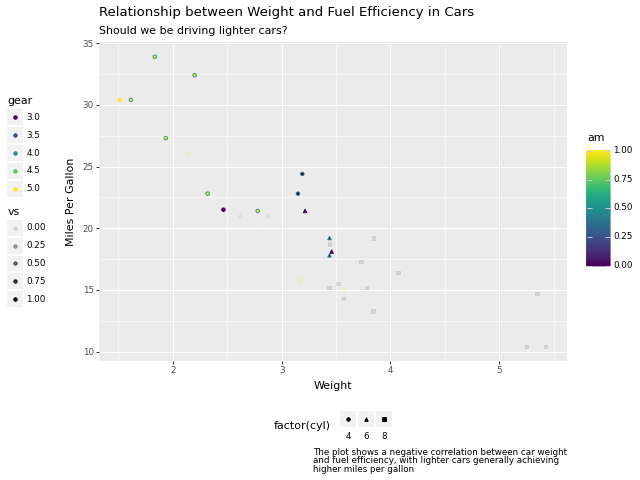 Relationship between Weight and Fuel Efficiency in Cars
Should we be driving lighter cars?
gear
3.0
3.5
4.0
4.5
5.0
vs
0.00
0.25
0.50
0.75
1.00
Miles Per Gallon
35
30
25
20
15
10
2
3
4
5
Weight
am
1.00
0.75
0.50
0.25
0.00
factor(cyl)
4
6
8
The plot shows a negative correlation between car weight
and fuel efficiency, with lighter cars generally achieving
higher miles per gallon